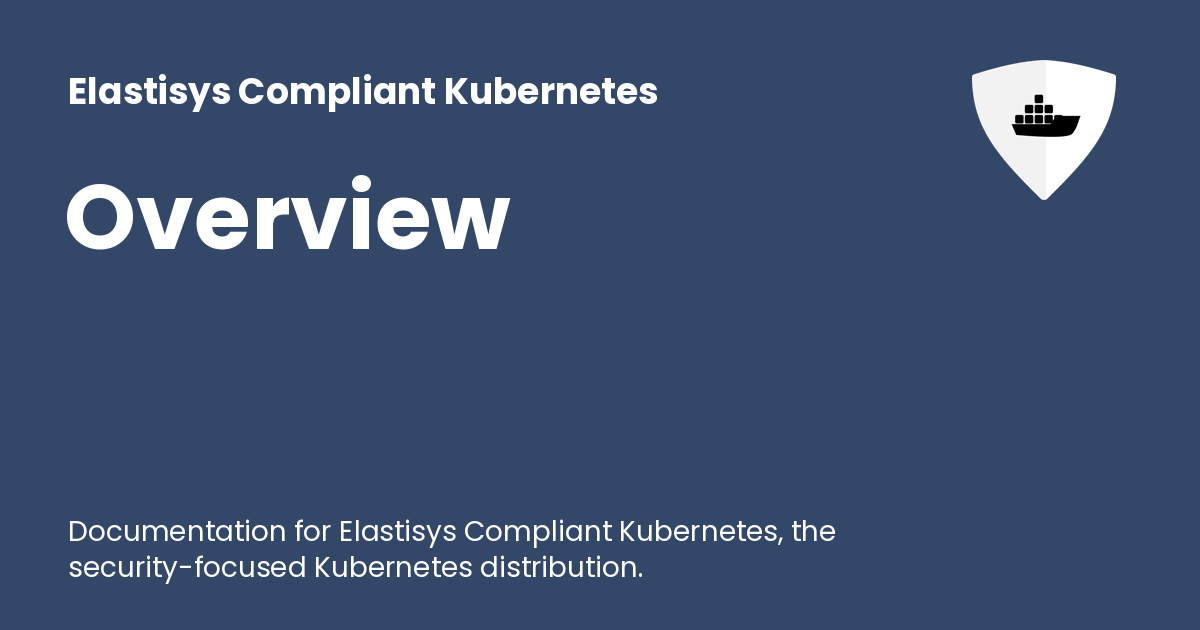 Elastisys Compliant Kubernetes
Overview
Documentation for Elastisys Compliant Kubernetes, the
security-focused Kubernetes distribution.